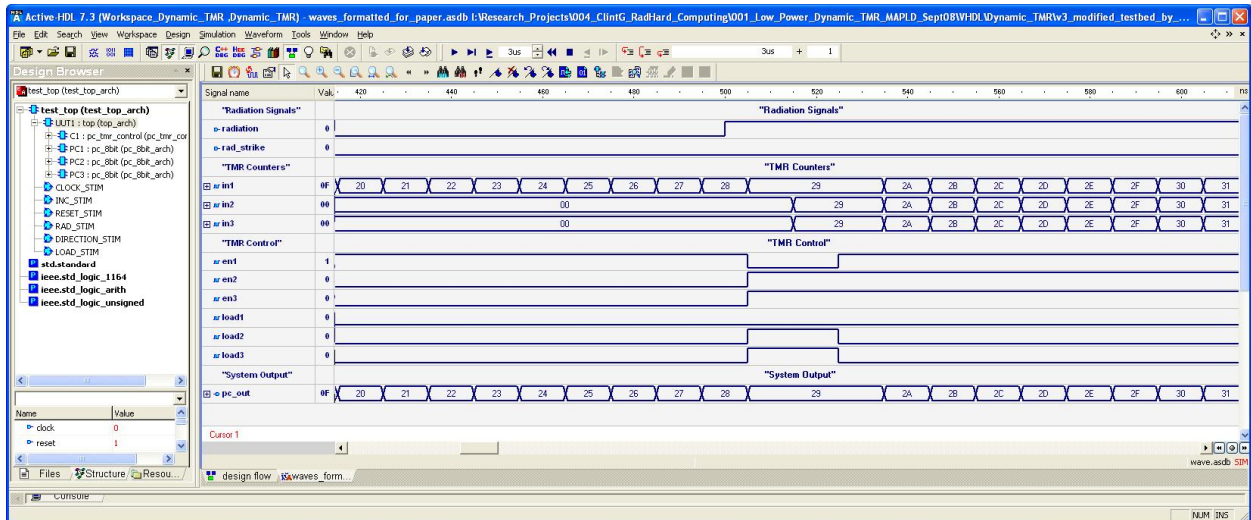 Active-HDL 7.3 (Workspace_Dynamic_TMR ,Dynamic_TMR) - waves_formatted_for_paper.asdb I:\Research_Projects\004_ClintG_RadHard_Computing\001_Low_Power_Dynamic_TMR_MAPLD_Sept08\VHDL\Dynamic_TMR\v3_modified_testbed_by_...
File Edit Search View Workspace Design Simulation Waveform Tools Window Help
3us 3us + 1
Design Browser
test_top (test_top_arch)
test_top (test_top_arch)
UUT1 : top (top_arch)
C1 : pc_tmr_control (pc_tmr_cor
PC1 : pc_8bit (pc_8bit_arch)
PC2 : pc_8bit (pc_8bit_arch)
PC3 : pc_8bit (pc_8bit_arch)
CLOCK_STIM
INC_STIM
RESET_STIM
RAD_STIM
DIRECTION_STIM
LOAD_STIM
std.standard
ieee.std_logic_1164
ieee.std_logic_arith
ieee.std_logic_unsigned
Name Value
clock 0
reset 1
Files Structure Resou...
Signal name Valu 420 440 460 480 500 520 540 560 580 600 ns
"Radiation Signals" "Radiation Signals"
radiation 0
rad_strike 0
"TMR Counters" "TMR Counters"
in1 0F 20 21 22 23 24 25 26 27 28 29 2A 2B 2C 2D 2E 2F 30 31
in2 00 00 29 2A 2B 2C 2D 2E 2F 30 31
in3 00 00 29 2A 2B 2C 2D 2E 2F 30 31
"TMR Control" "TMR Control"
en1 1
en2 0
en3 0
load1 0
load2 0
load3 0
"System Output" "System Output"
pc_out 0F 20 21 22 23 24 25 26 27 28 29 2A 2B 2C 2D 2E 2F 30 31
Cursor 1
wave.asdb SIM
design flow waves_form...
Console
NUM INS